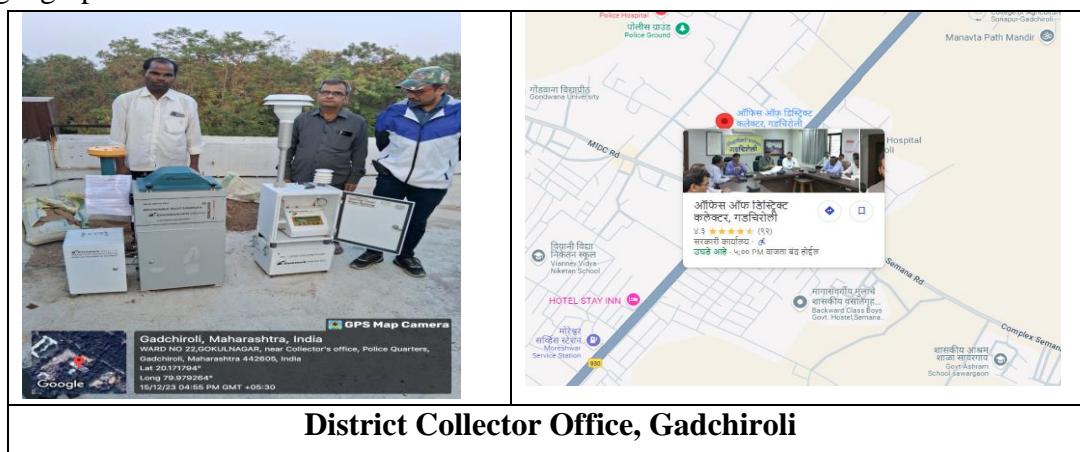 GPS Map Camera
Gadchiroli, Maharashtra, India
WARD NO 22,GOKULNAGAR, near Collector's office, Police Quarters,
Gadchiroli, Maharashtra 442605, India
Lat 20.171794°
Long 79.979264°
15/12/23 04:55 PM GMT +05:30
Google
Police Hospital
पोलीस ग्राउंड
Police Ground
Sonapur-Gadchiroli
Manavta Path Mandir
गोंडवाना विद्यापीठ
Gondwana University
ऑफिस ऑफ डिस्ट्रिक्ट
कलेक्टर, गडचिरोली
MIDC Rd
Hospital
ऑफिस ऑफ डिस्ट्रिक्ट
कलेक्टर, गडचिरोली
४.३ (९२)
सरकारी कार्यालय
उघडे आहे · ५:०० PM वाजता बंद होईल
वियानी विद्या
निकेतन स्कूल
Vianney Vidya
Niketan School
Semana Rd
HOTEL STAY INN
मागासवर्गीय मुलांचे
शासकीय वसतिगृह...
Backward Class Boys
Govt. Hostel,Semana...
मोरेश्वर
सर्व्हिस स्टेशन
Moreshwar
Service Station
930
Complex Seman
शासकीय आश्रम
शाळा सावरगाव
Govt Ashram
School sawargaon
District Collector Office, Gadchiroli